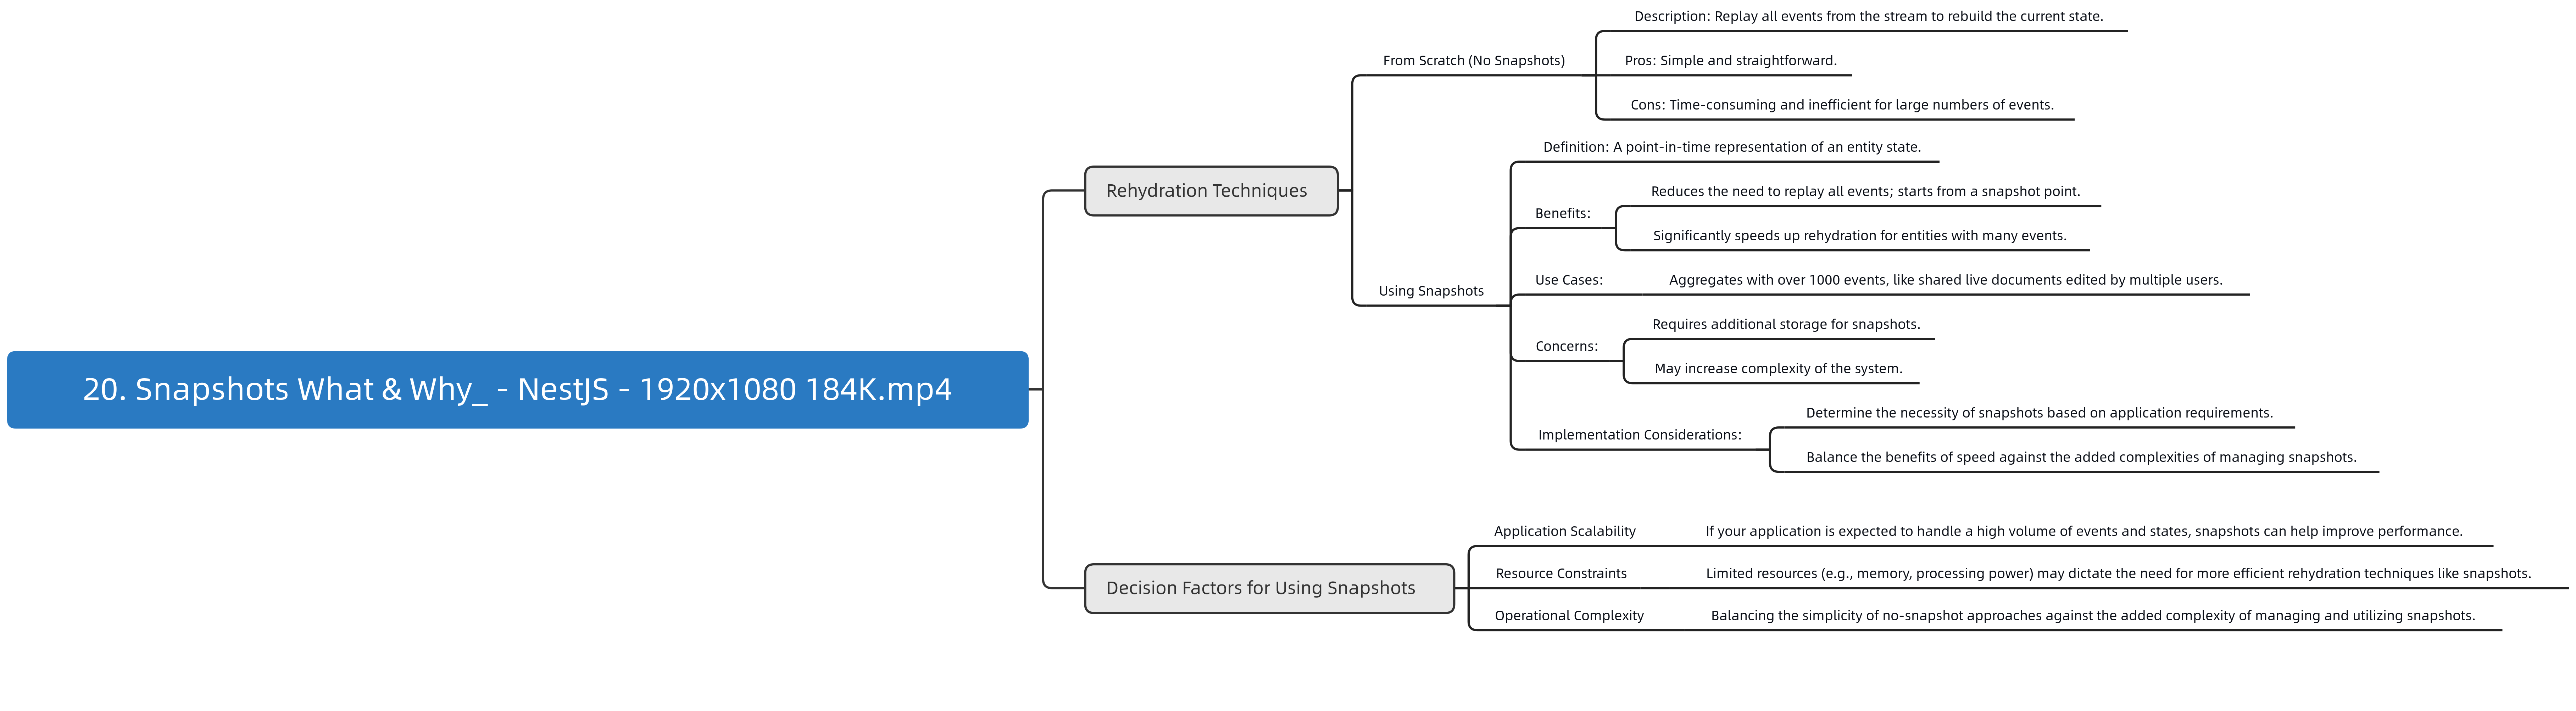 Description: Replay all events from the stream to rebuild the current state.
From Scratch (No Snapshots)
Pros: Simple and straightforward.
Cons: Time-consuming and inefficient for large numbers of events.
Definition: A point-in-time representation of an entity state.
Rehydration Techniques
Reduces the need to replay all events; starts from a snapshot point.
Benefits:
Significantly speeds up rehydration for entities with many events.
Using Snapshots
Use Cases:
Aggregates with over 1000 events, like shared live documents edited by multiple users.
Requires additional storage for snapshots.
Concerns:
May increase complexity of the system.
20. Snapshots What & Why_ - NestJS - 1920x1080 184K.mp4
Determine the necessity of snapshots based on application requirements.
Implementation Considerations:
Balance the benefits of speed against the added complexities of managing snapshots.
Application Scalability
If your application is expected to handle a high volume of events and states, snapshots can help improve performance.
Decision Factors for Using Snapshots
Resource Constraints
Limited resources (e.g., memory, processing power) may dictate the need for more efficient rehydration techniques like snapshots.
Operational Complexity
Balancing the simplicity of no-snapshot approaches against the added complexity of managing and utilizing snapshots.